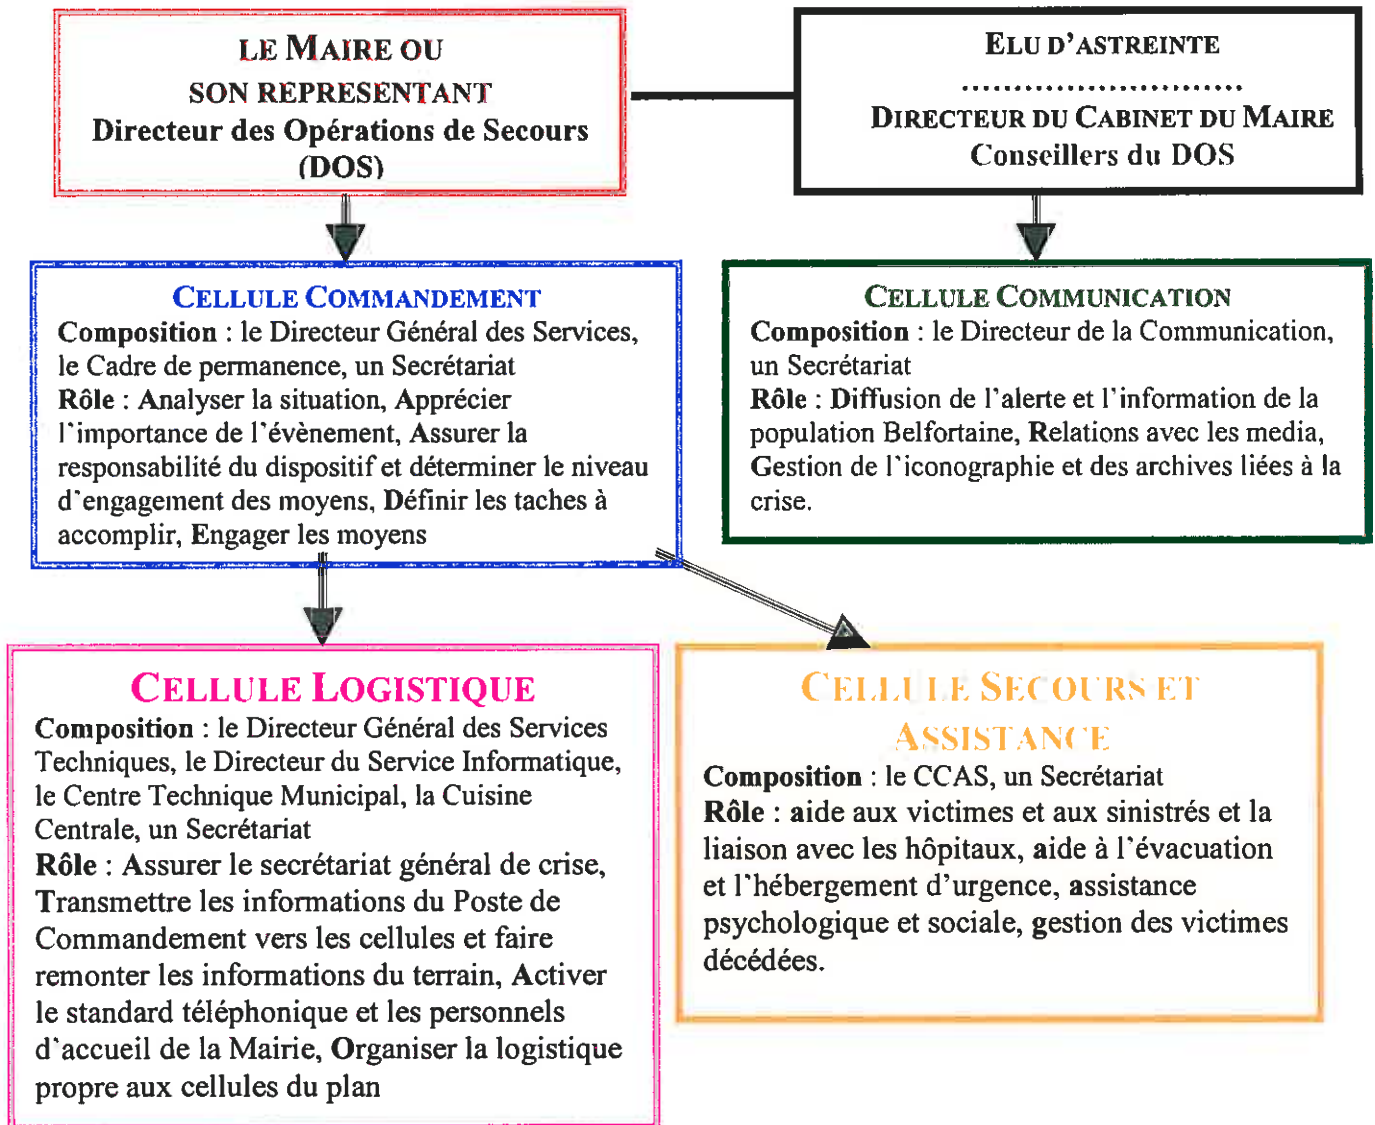 LE MAIRE OU
SON REPRESENTANT
Directeur des Opérations de Secours
(DOS)
ELU D'ASTREINTE
...........................
DIRECTEUR DU CABINET DU MAIRE
Conseillers du DOS
CELLULE COMMANDEMENT
Composition : le Directeur Général des Services,
le Cadre de permanence, un Secrétariat
Rôle : Analyser la situation, Apprécier
l'importance de l'évènement, Assurer la
responsabilité du dispositif et déterminer le niveau
d'engagement des moyens, Définir les taches à
accomplir, Engager les moyens
CELLULE COMMUNICATION
Composition : le Directeur de la Communication,
un Secrétariat
Rôle : Diffusion de l'alerte et l'information de la
population Belfortaine, Relations avec les media,
Gestion de l'iconographie et des archives liées à la
crise.
CELLULE LOGISTIQUE
Composition : le Directeur Général des Services
Techniques, le Directeur du Service Informatique,
le Centre Technique Municipal, la Cuisine
Centrale, un Secrétariat
Rôle : Assurer le secrétariat général de crise,
Transmettre les informations du Poste de
Commandement vers les cellules et faire
remonter les informations du terrain, Activer
le standard téléphonique et les personnels
d'accueil de la Mairie, Organiser la logistique
propre aux cellules du plan
CELLULE SECOURS ET
ASSISTANCE
Composition : le CCAS, un Secrétariat
Rôle : aide aux victimes et aux sinistrés et la
liaison avec les hôpitaux, aide à l'évacuation
et l'hébergement d'urgence, assistance
psychologique et sociale, gestion des victimes
décédées.